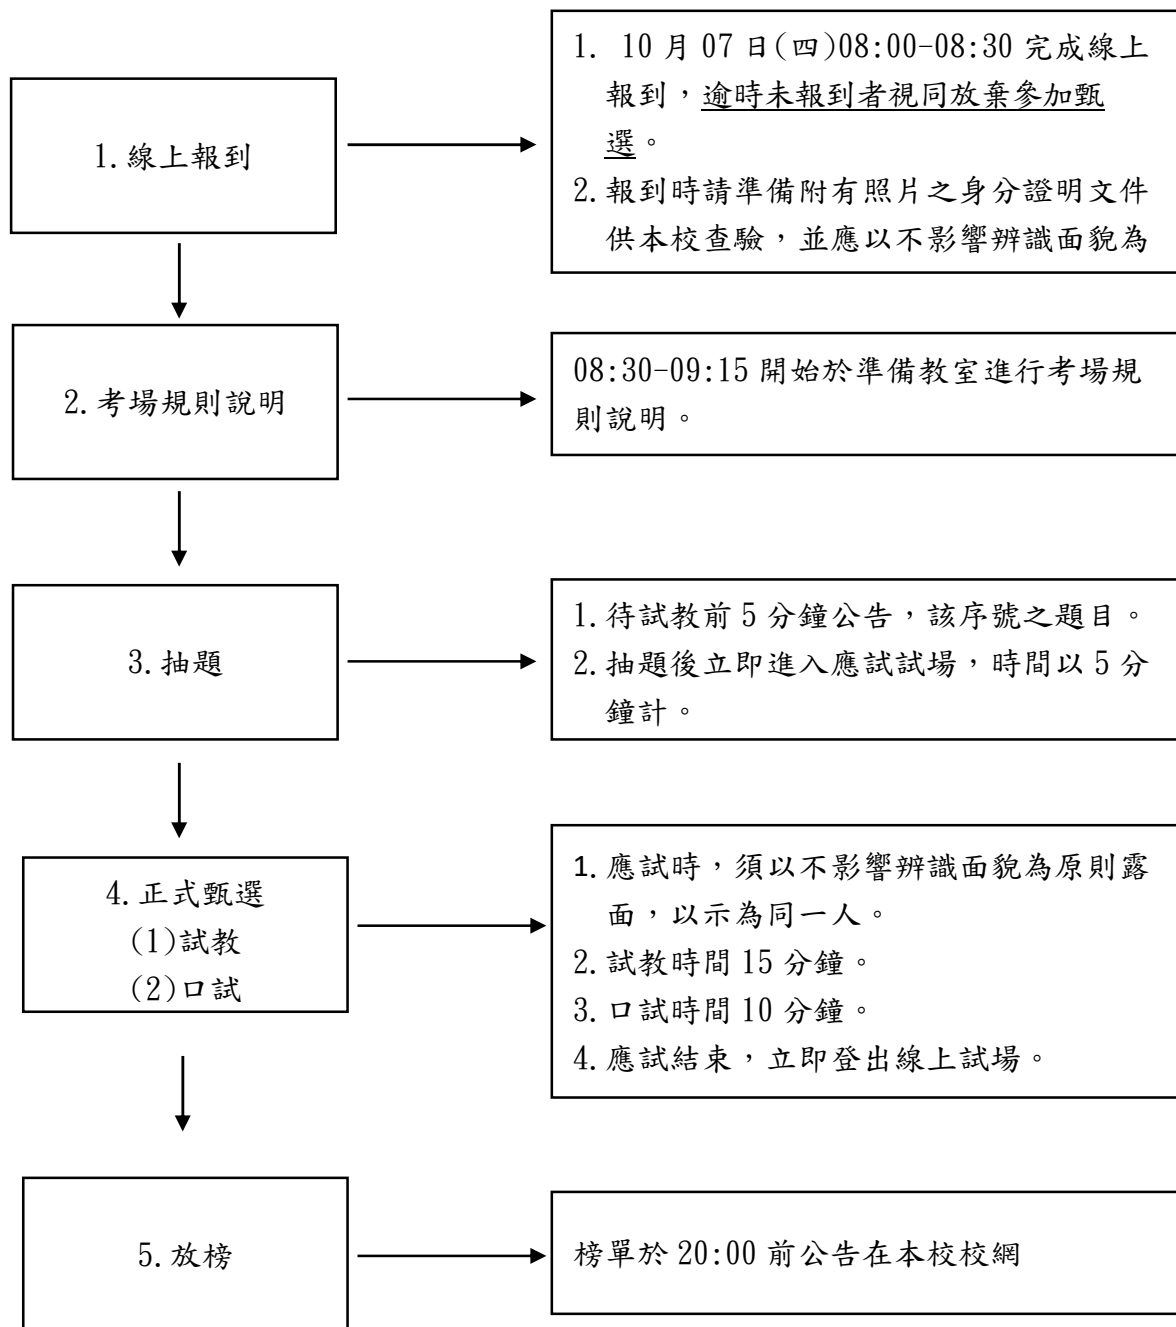 1.線上報到
1. 10月07日(四)08:00-08:30完成線上
報到，逾時未報到者視同放棄參加甄
選。
2.報到時請準備附有照片之身分證明文件
供本校查驗，並應以不影響辨識面貌為
2.考場規則說明
08:30-09:15開始於準備教室進行考場規
則說明。
3.抽題
1.待試教前5分鐘公告，該序號之題目。
2.抽題後立即進入應試試場，時間以5分
鐘計。
4.正式甄選
(1)試教
(2)口試
1.應試時，須以不影響辨識面貌為原則露
面，以示為同一人。
2.試教時間15分鐘。
3.口試時間10分鐘。
4.應試結束，立即登出線上試場。
5.放榜
榜單於20:00前公告在本校校網